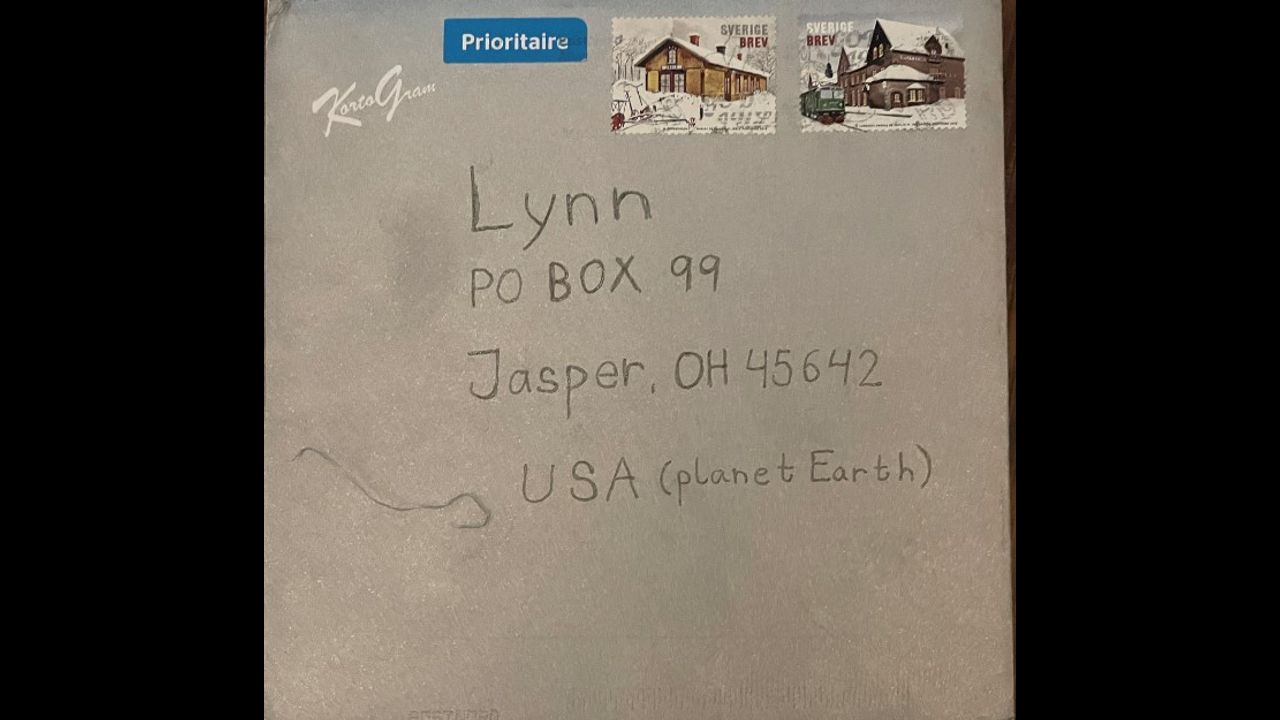 Prioritaire
SVERIGE
BREV
SVERIGE
BREV
KortoGram
Lynn
PO BOX 99
Jasper, OH 45642
USA (planet Earth)